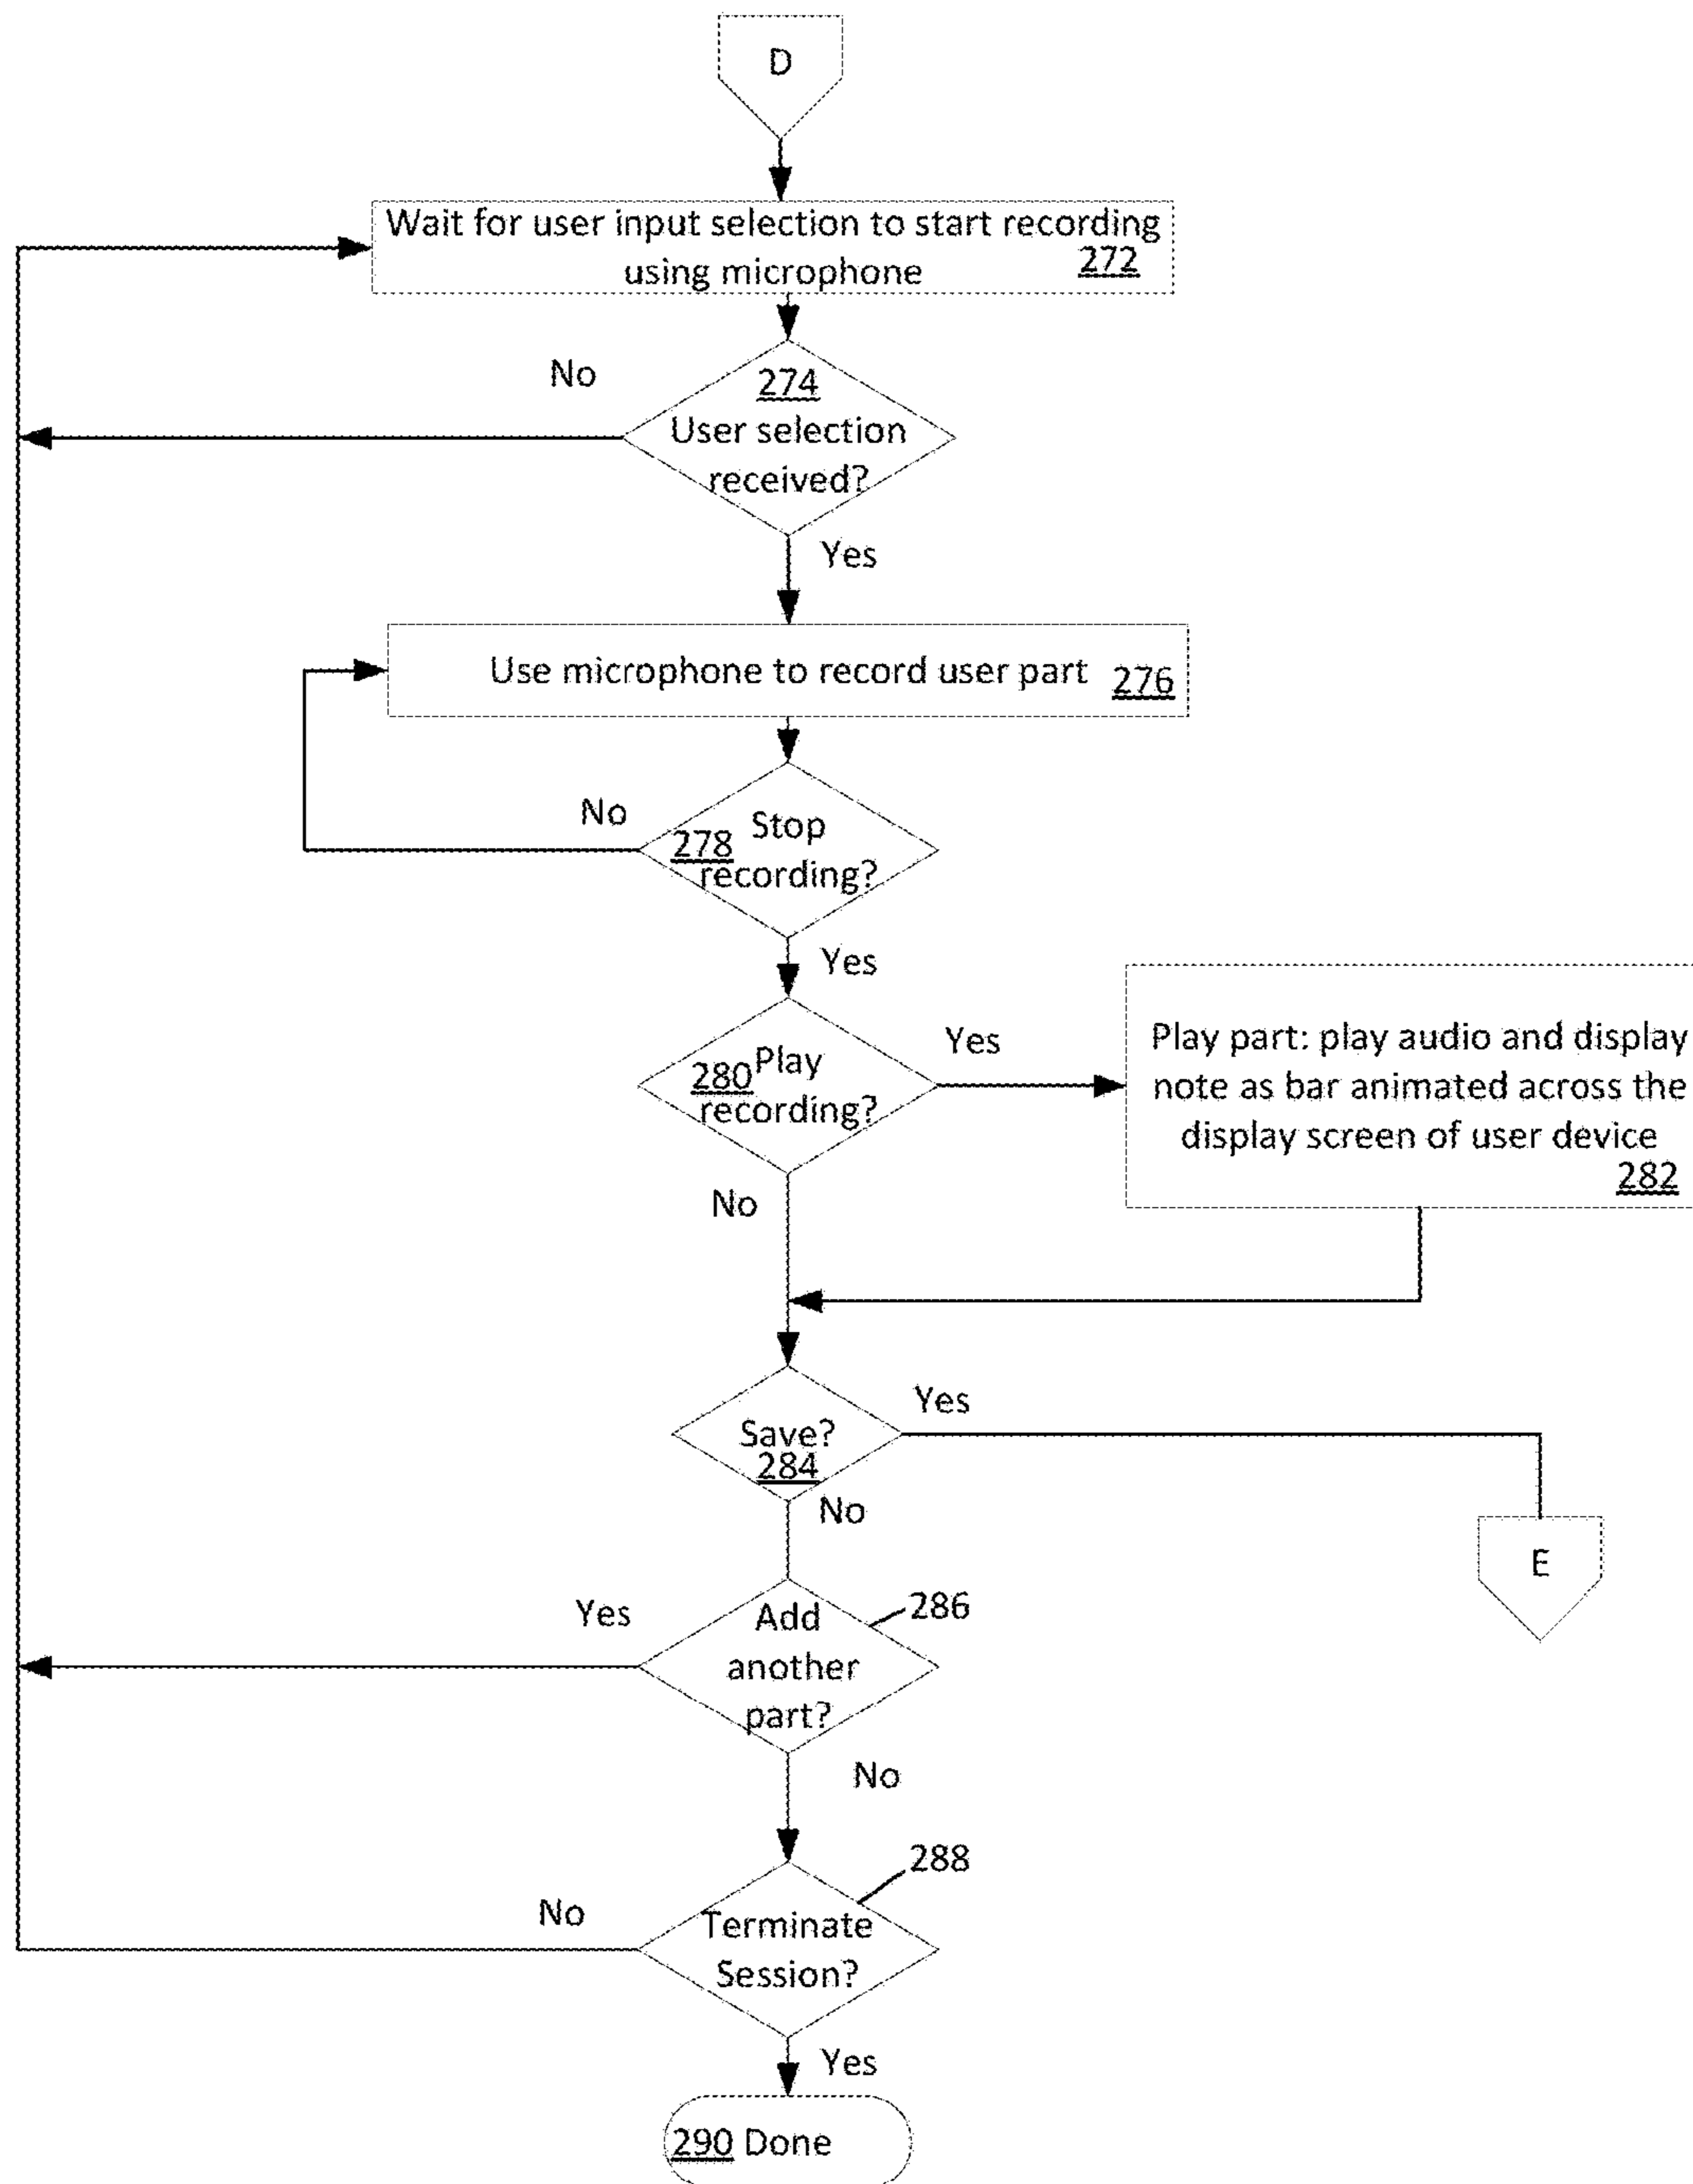 D
Wait for user input selection to start recording
using microphone 272
No
274
User selection
received?
Yes
Use microphone to record user part 276
No
Stop
278
recording?
Yes
Yes
Play
280
recording?
No
Play part: play audio and display
note as bar animated across the
display screen of user device
282
Save?
284
Yes
No
E
Yes
Add
another
part?
286
No
288
No
Terminate
Session?
Yes
290 Done